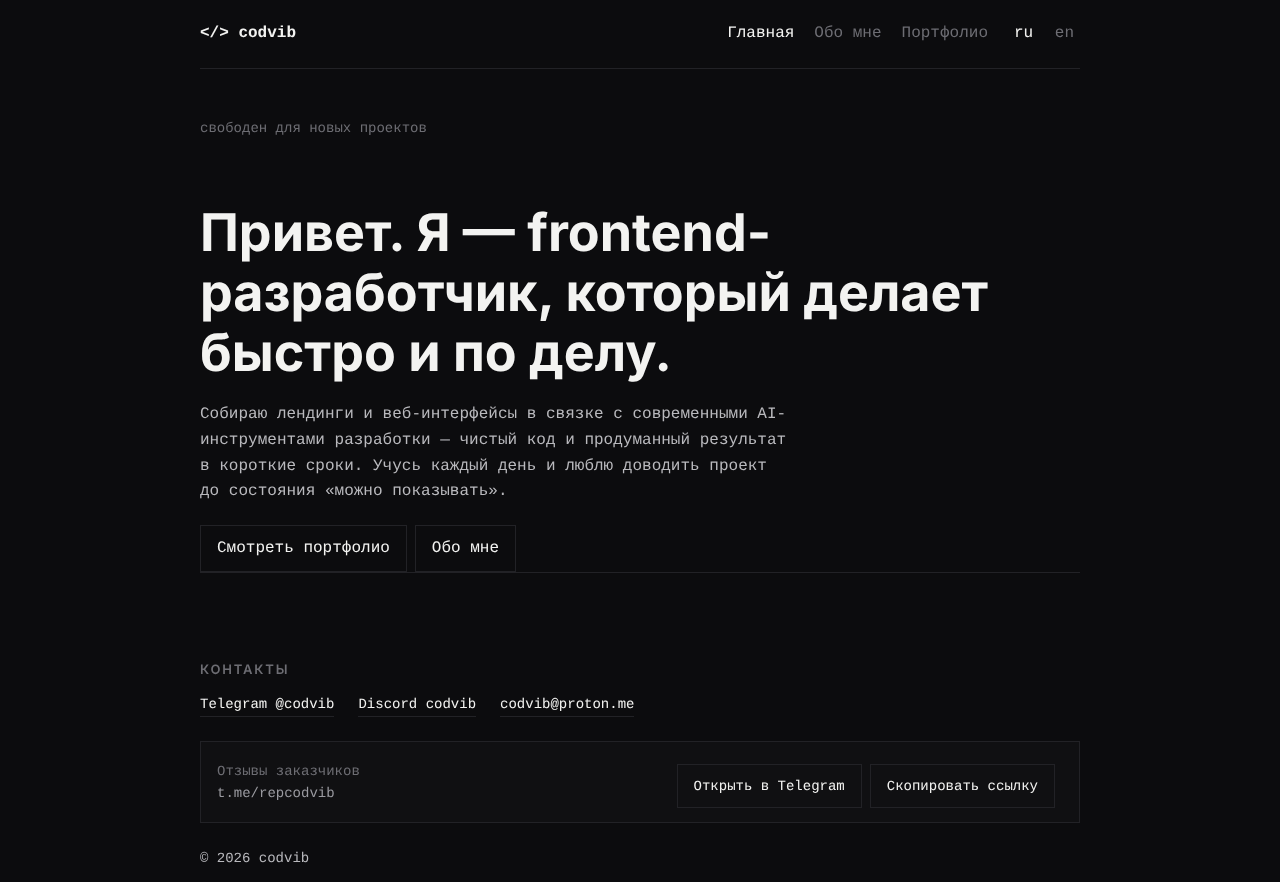 </> codvib
Главная Обо мне Портфолио ru en
свободен для новых проектов
Привет. Я — frontend-
разработчик, который делает
быстро и по делу.
Собираю лендинги и веб-интерфейсы в связке с современными AI-
инструментами разработки — чистый код и продуманный результат
в короткие сроки. Учусь каждый день и люблю доводить проект
до состояния «можно показывать».
Смотреть портфолио Обо мне
КОНТАКТЫ
Telegram @codvib Discord codvib codvib@proton.me
Отзывы заказчиков
t.me/repcodvib
Открыть в Telegram Скопировать ссылку
© 2026 codvib